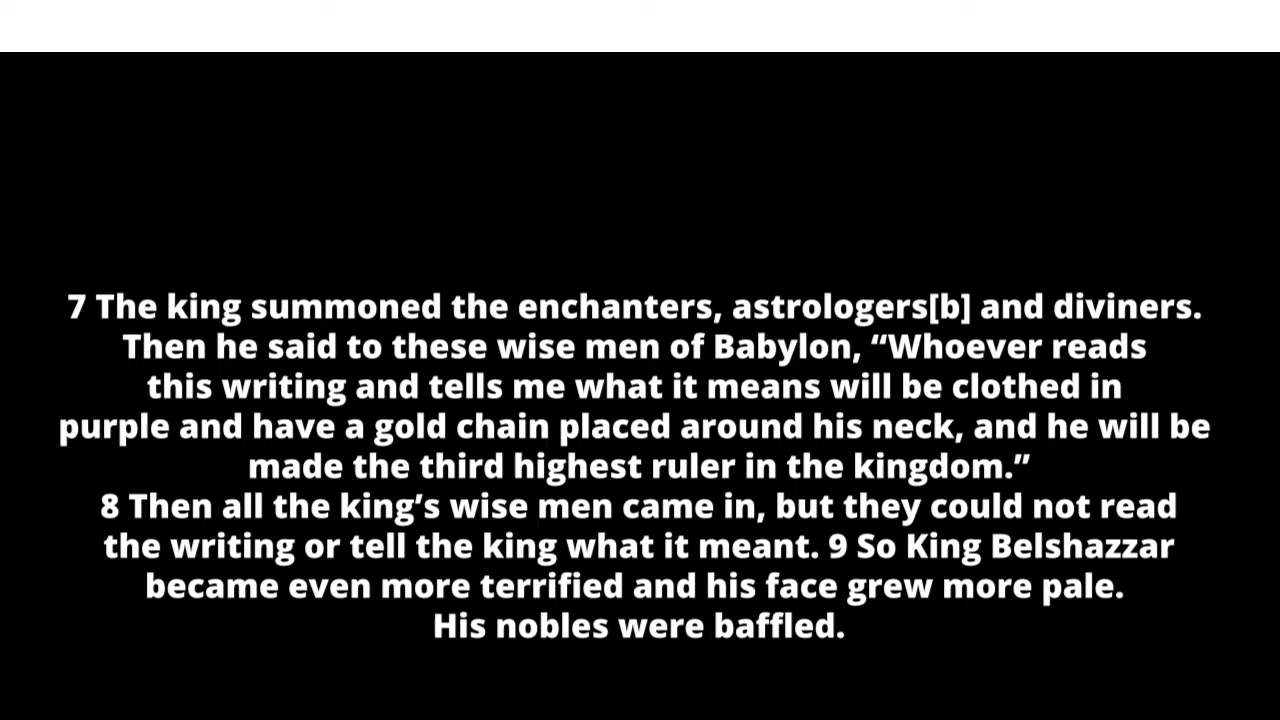 7 The king summoned the enchanters, astrologers[b] and diviners.
Then he said to these wise men of Babylon, “Whoever reads
this writing and tells me what it means will be clothed in
purple and have a gold chain placed around his neck, and he will be
made the third highest ruler in the kingdom.”
8 Then all the king’s wise men came in, but they could not read
the writing or tell the king what it meant. 9 So King Belshazzar
became even more terrified and his face grew more pale.
His nobles were baffled.